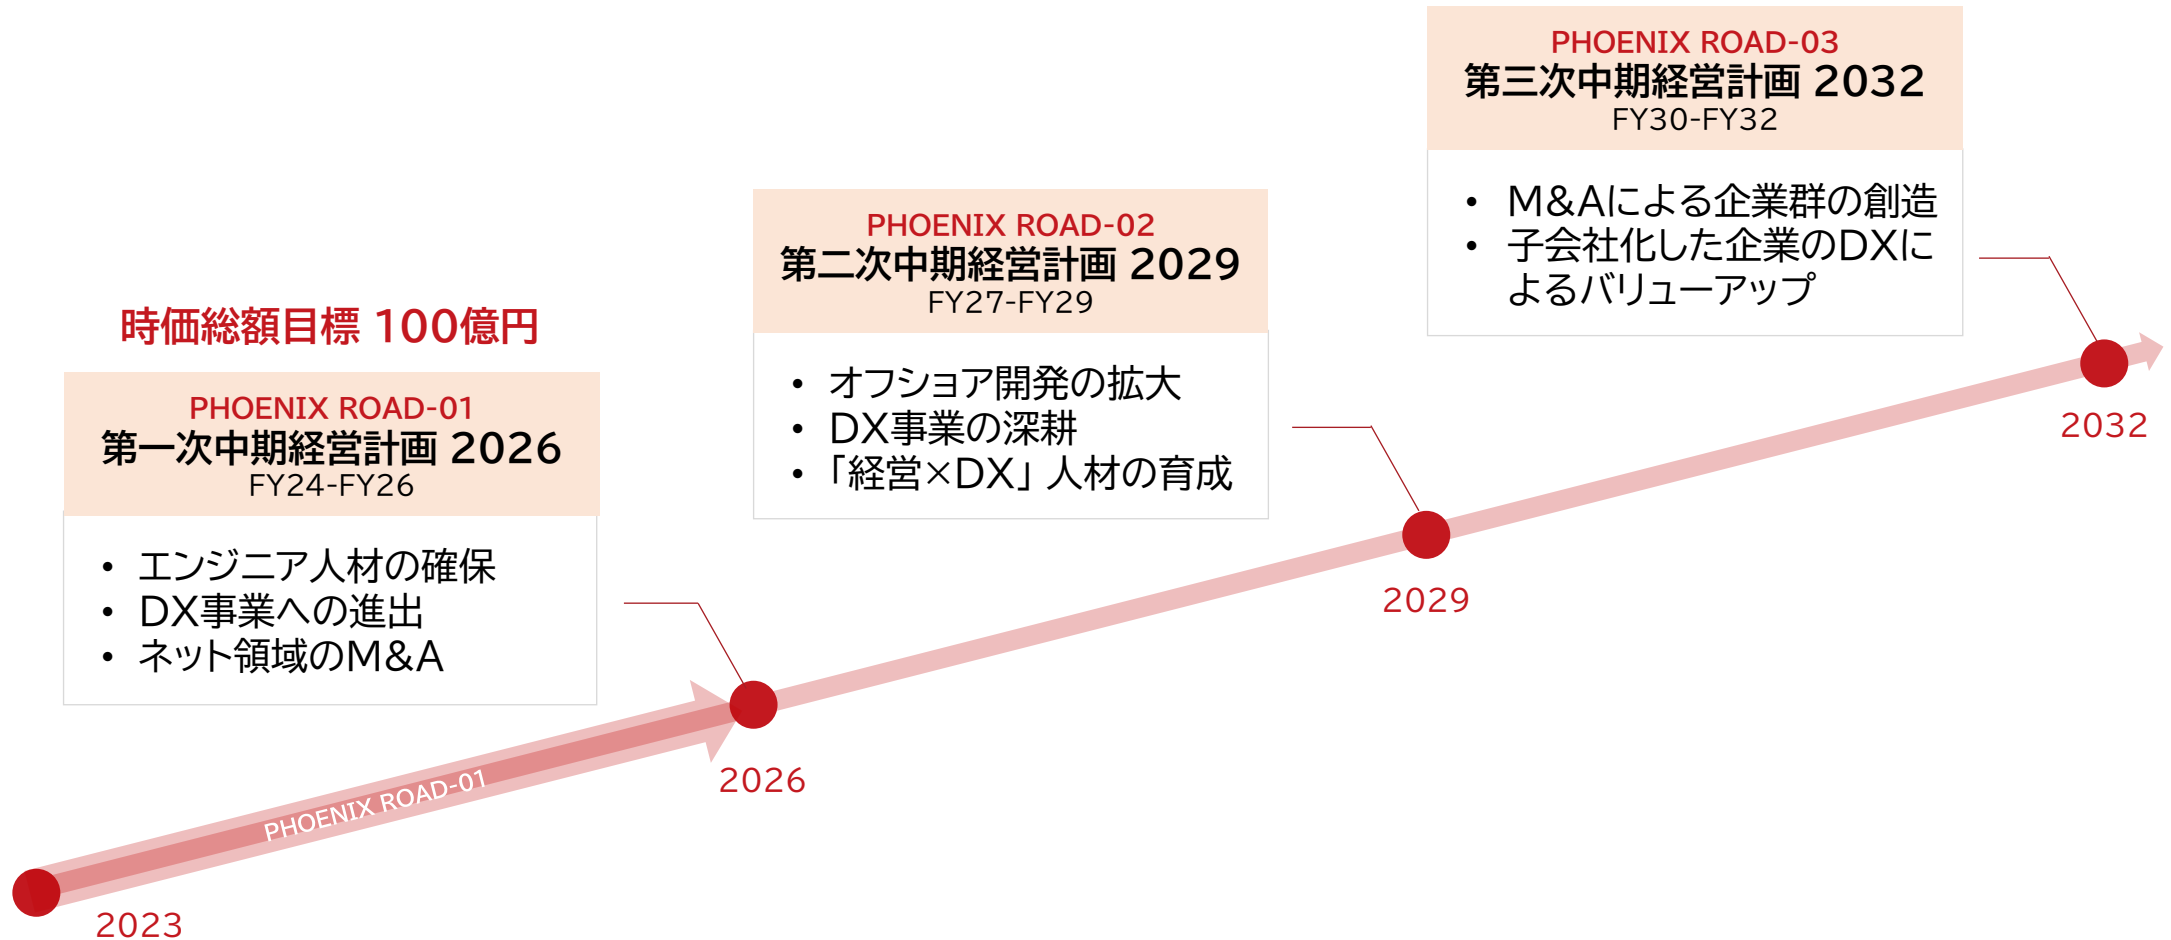 時価総額目標 100億円
PHOENIX ROAD-01
第一次中期経営計画 2026
FY24-FY26
• エンジニア人材の確保
• DX事業への進出
• ネット領域のM&A
PHOENIX ROAD-02
第二次中期経営計画 2029
FY27-FY29
• オフショア開発の拡大
• DX事業の深耕
• 「経営×DX」 人材の育成
PHOENIX ROAD-03
第三次中期経営計画 2032
FY30-FY32
• M&Aによる企業群の創造
• 子会社化した企業のDXに
よるバリューアップ
PHOENIX ROAD-01
2023
2026
2029
2032